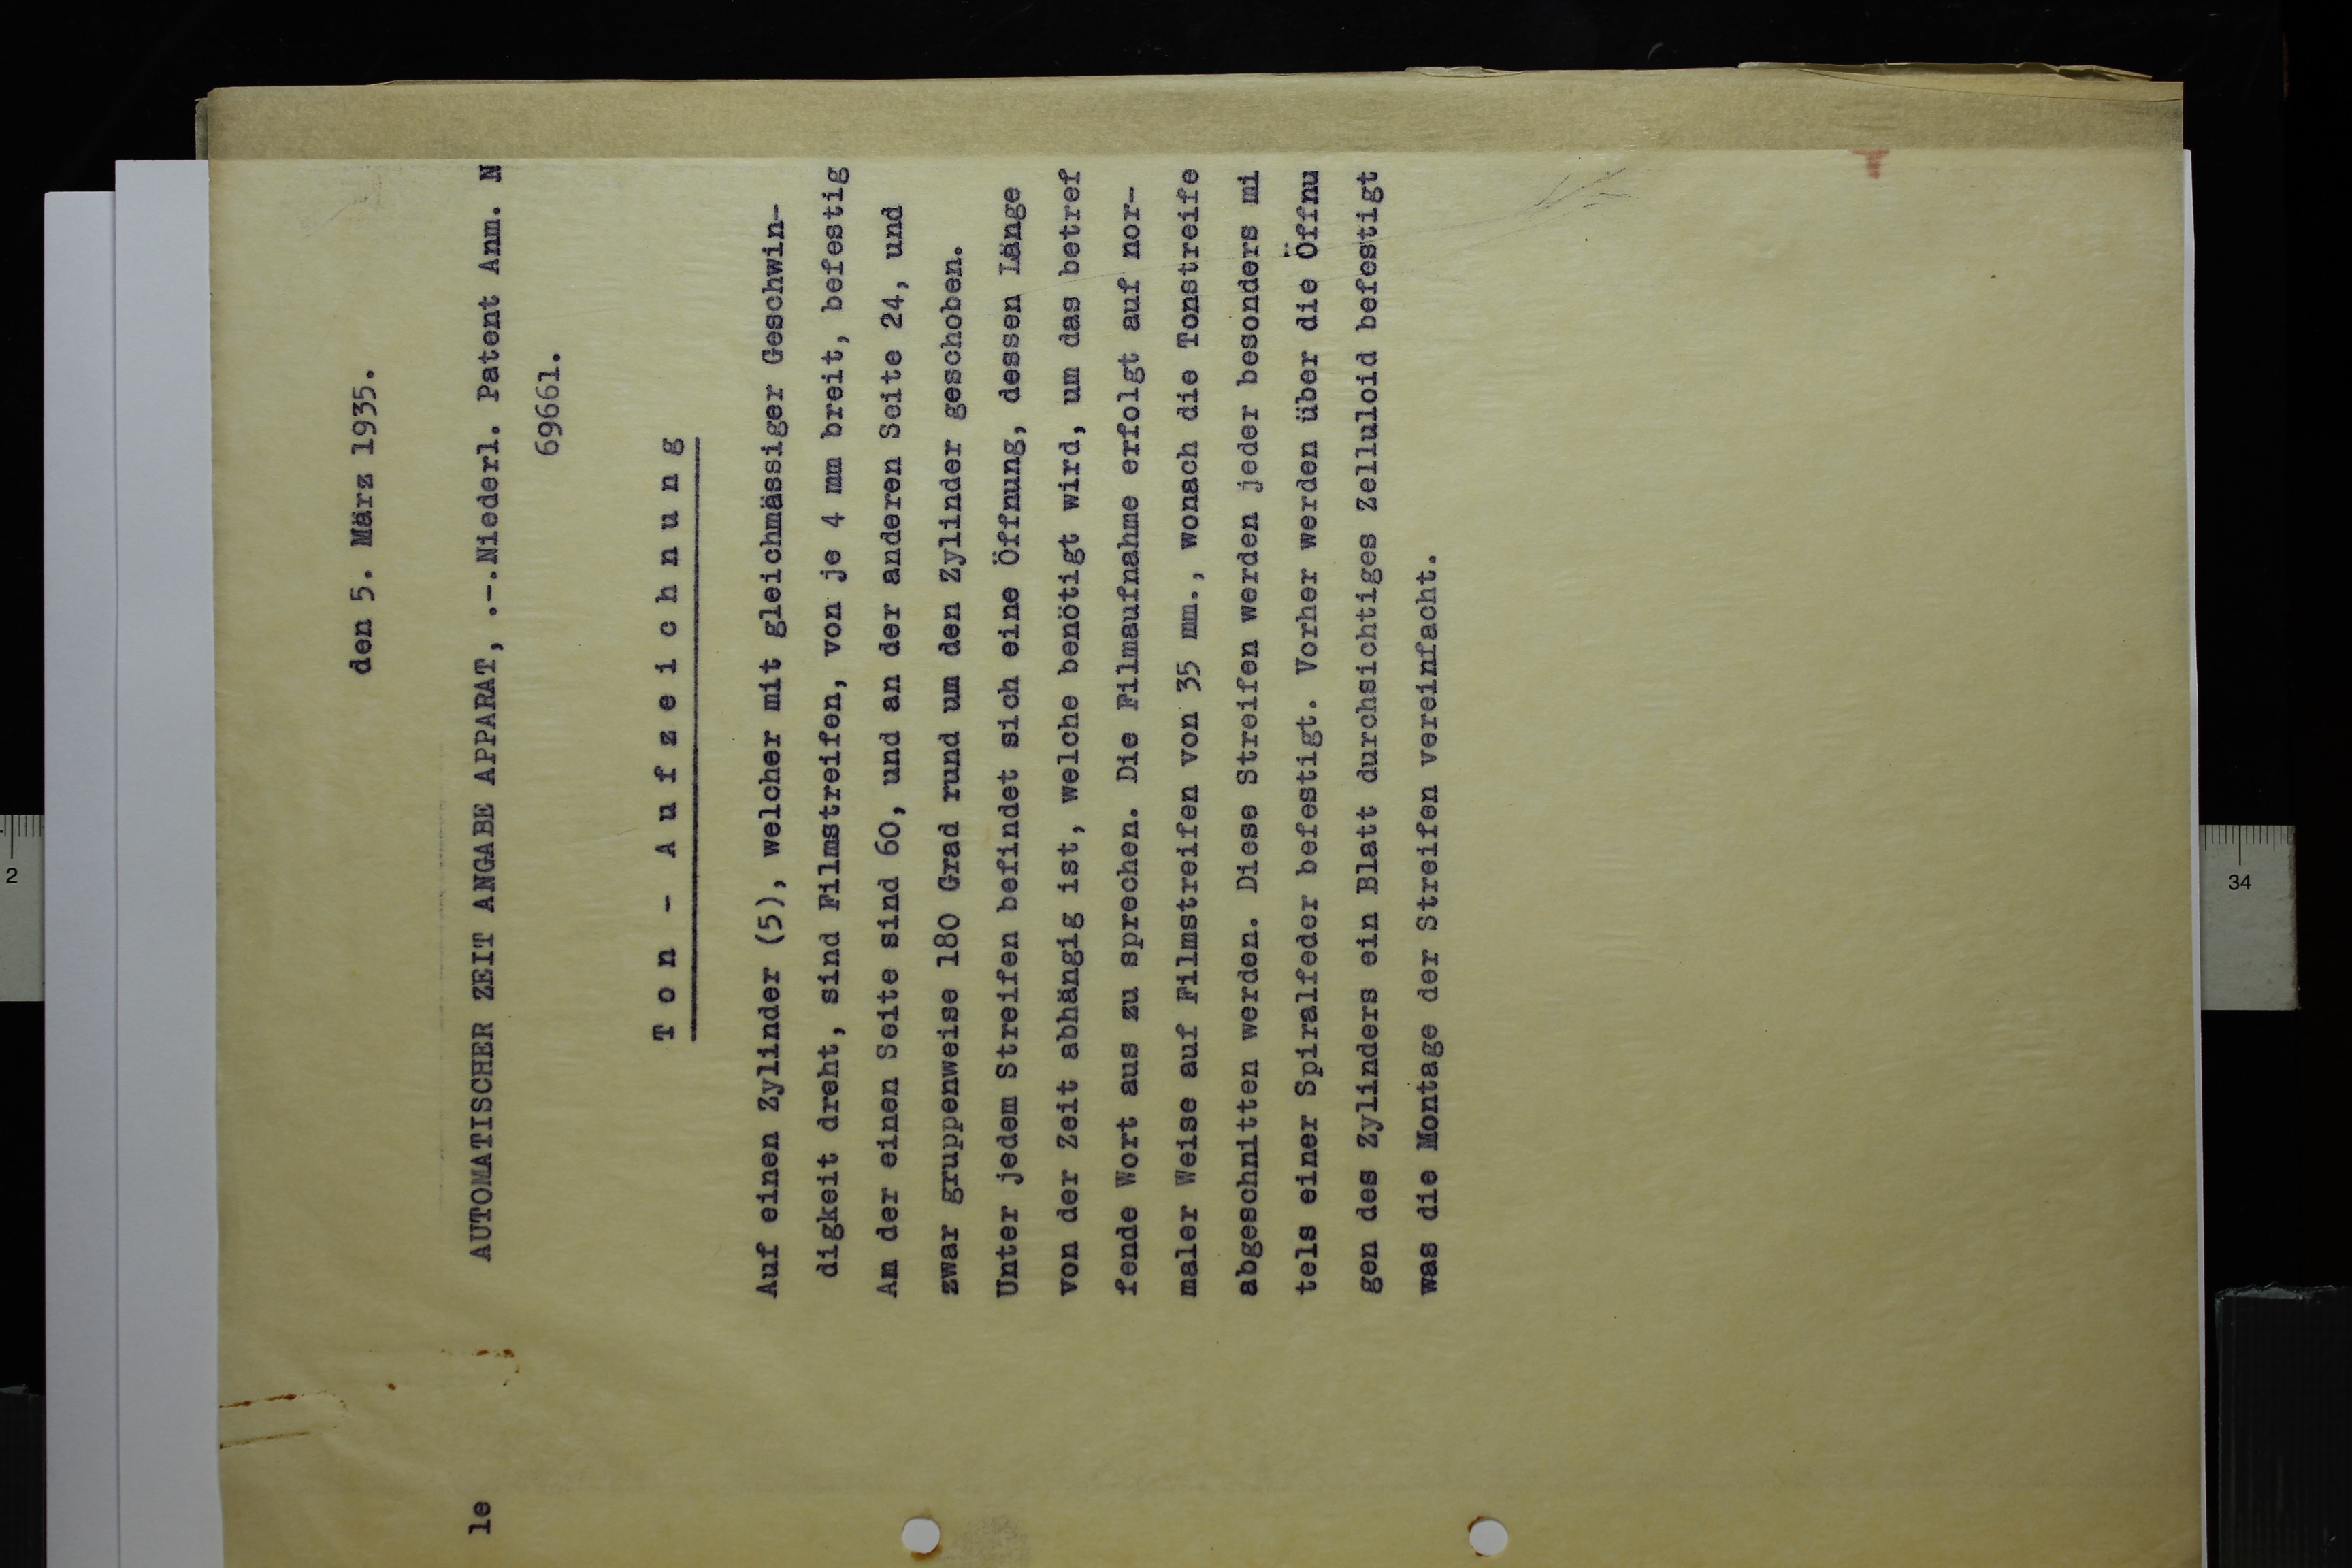 den 5. März 1935.
le AUTOMATISCHER ZEIT ANGABE APPARAT, .-.Niederl. Patent Anm. N
69661.
T o n - A u f z e i c h n u n g
Auf einen Zylinder (5), welcher mit gleichmässiger Geschwin-
digkeit dreht, sind Filmstreifen, von je 4 mm breit, befestig
Am der einen Seite sind 60, und an der anderen Seite 24, und
zwar gruppenweise 180 Grad rund um den Zylinder geschoben.
Unter jedem Streifen befindet sich eine Öffnung, dessen Länge
von der Zeit abhängig ist, welche benötigt wird, um das betref
fende Wort aus zu sprechen. Die Filmaufnahme erfolgt auf nor-
maler Weise auf Filmstreifen von 35 mm., wonach die Tonstreife
abgeschnitten werden. Diese Streifen werden jeder besonders mi
tels einer Spiralfeder befestigt. Vorher werden über die Öffnu
gen des Zylinders ein Blatt durchsichtiges Zelluloid befestigt
was die Montage der Streifen vereinfacht.
2
34